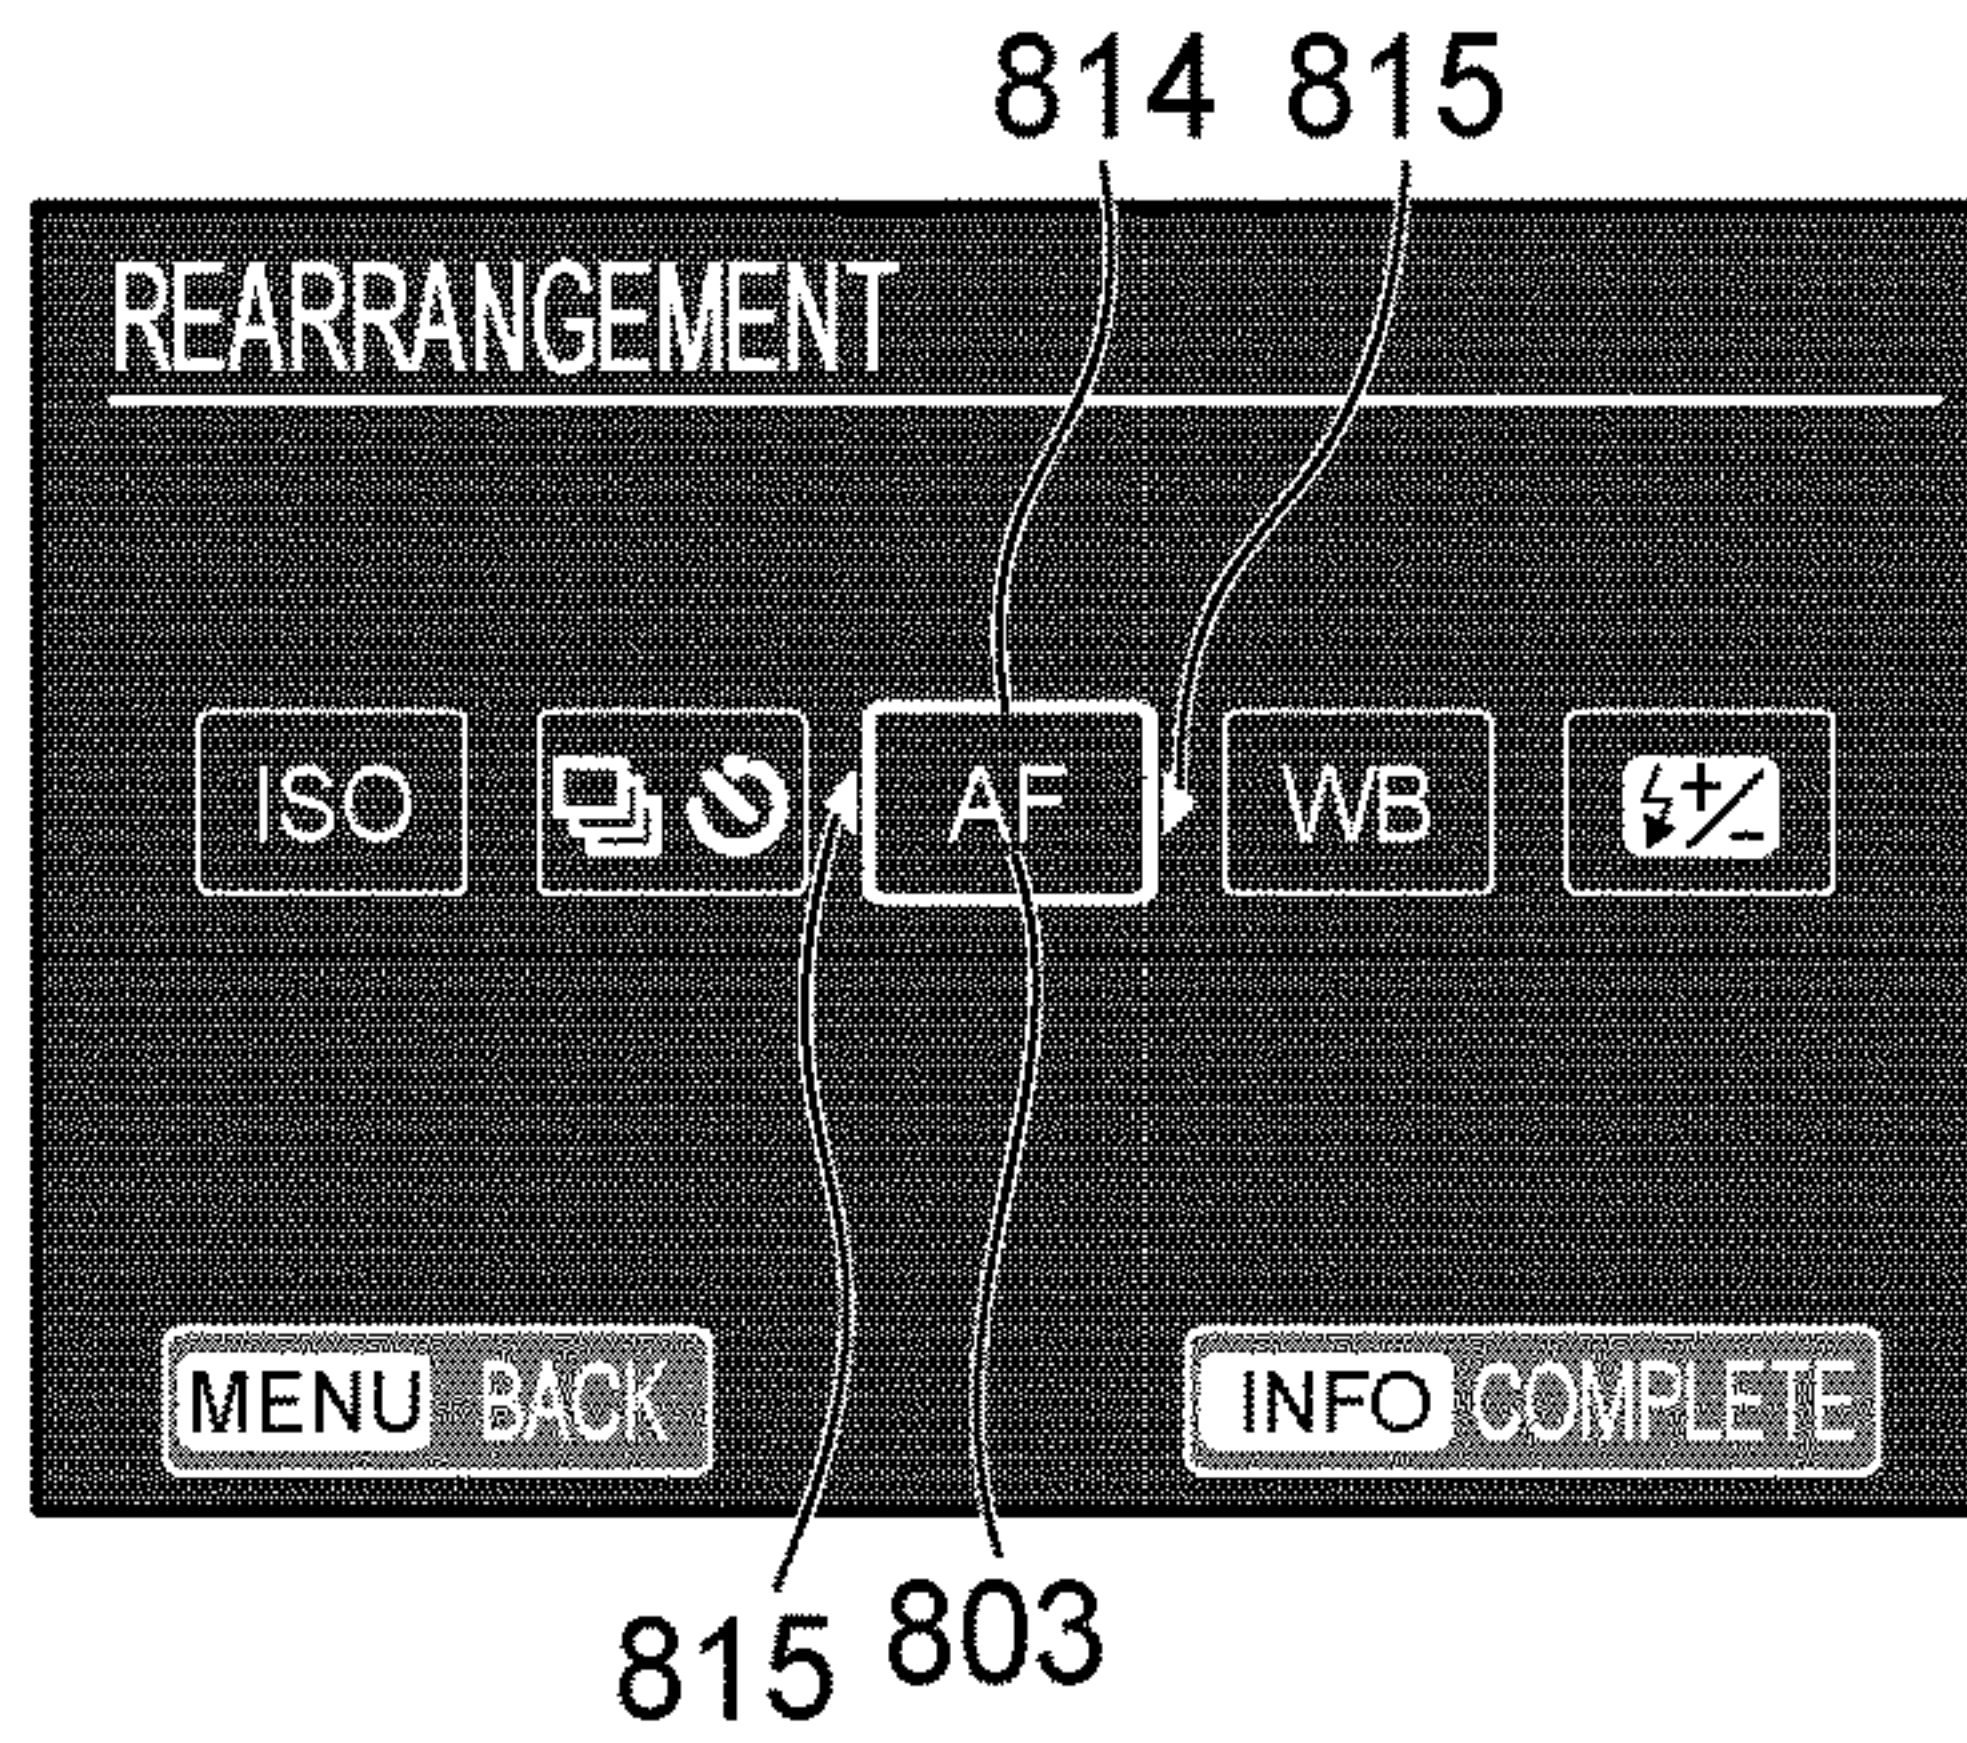 814 815
REARRANGEMENT
ISO AF WB
MENU BACK INFO COMPLETE
815 803